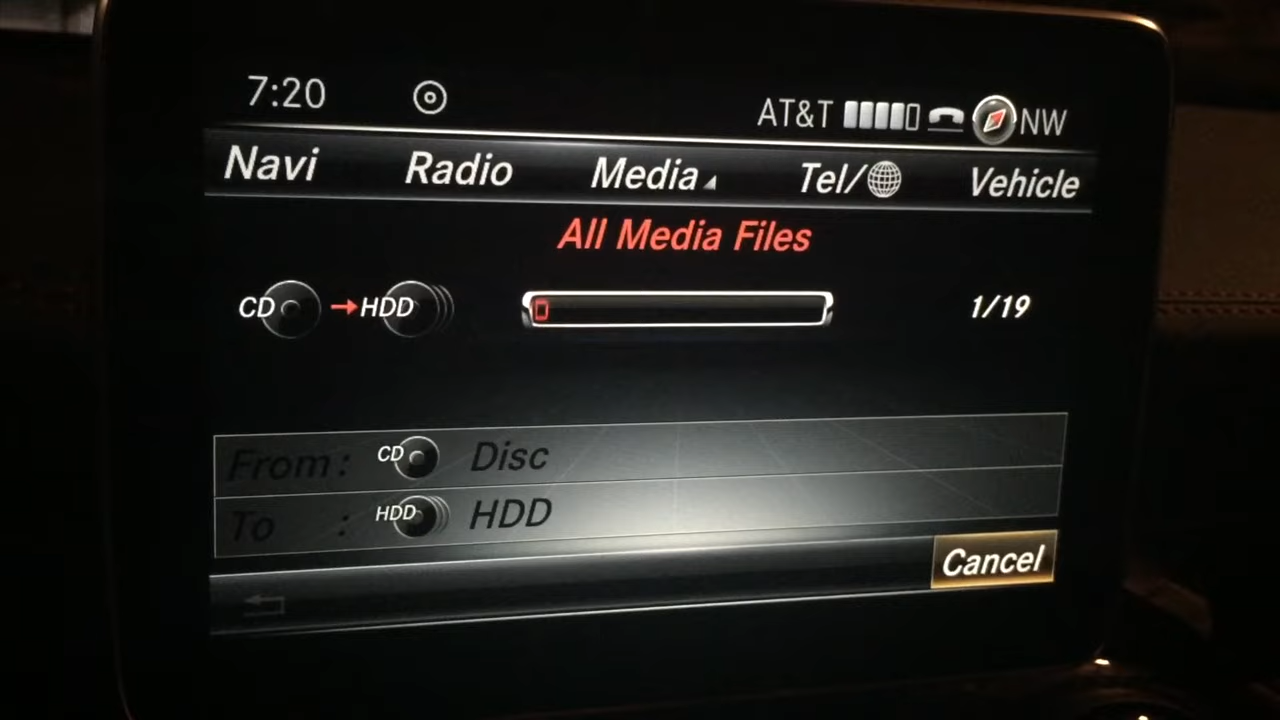 7:20 AT&T NW
Navi Radio Media Tel/ Vehicle
All Media Files
CD HDD 1/19
From: CD Disc
To : HDD HDD
Cancel